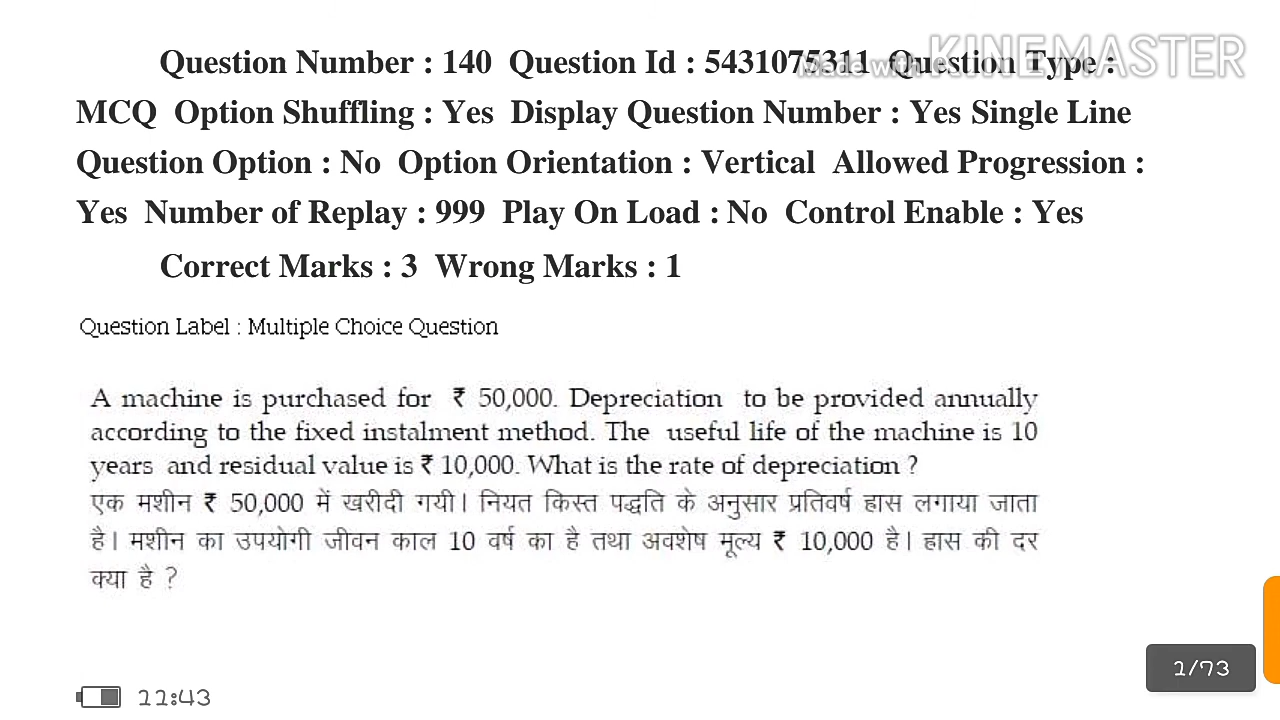 Question Number : 140 Question Id : 5431075311 Question Type :
Made with KINEMASTER
MCQ Option Shuffling : Yes Display Question Number : Yes Single Line
Question Option : No Option Orientation : Vertical Allowed Progression :
Yes Number of Replay : 999 Play On Load : No Control Enable : Yes
Correct Marks : 3 Wrong Marks : 1
Question Label : Multiple Choice Question
A machine is purchased for ₹ 50,000. Depreciation to be provided annually
according to the fixed instalment method. The useful life of the machine is 10
years and residual value is ₹ 10,000. What is the rate of depreciation ?
एक मशीन ₹ 50,000 में खरीदी गयी। नियत किस्त पद्धति के अनुसार प्रतिवर्ष ह्रास लगाया जाता
है। मशीन का उपयोगी जीवन काल 10 वर्ष का है तथा अवशेष मूल्य ₹ 10,000 है। ह्रास की दर
क्या है ?
2/73
22:43